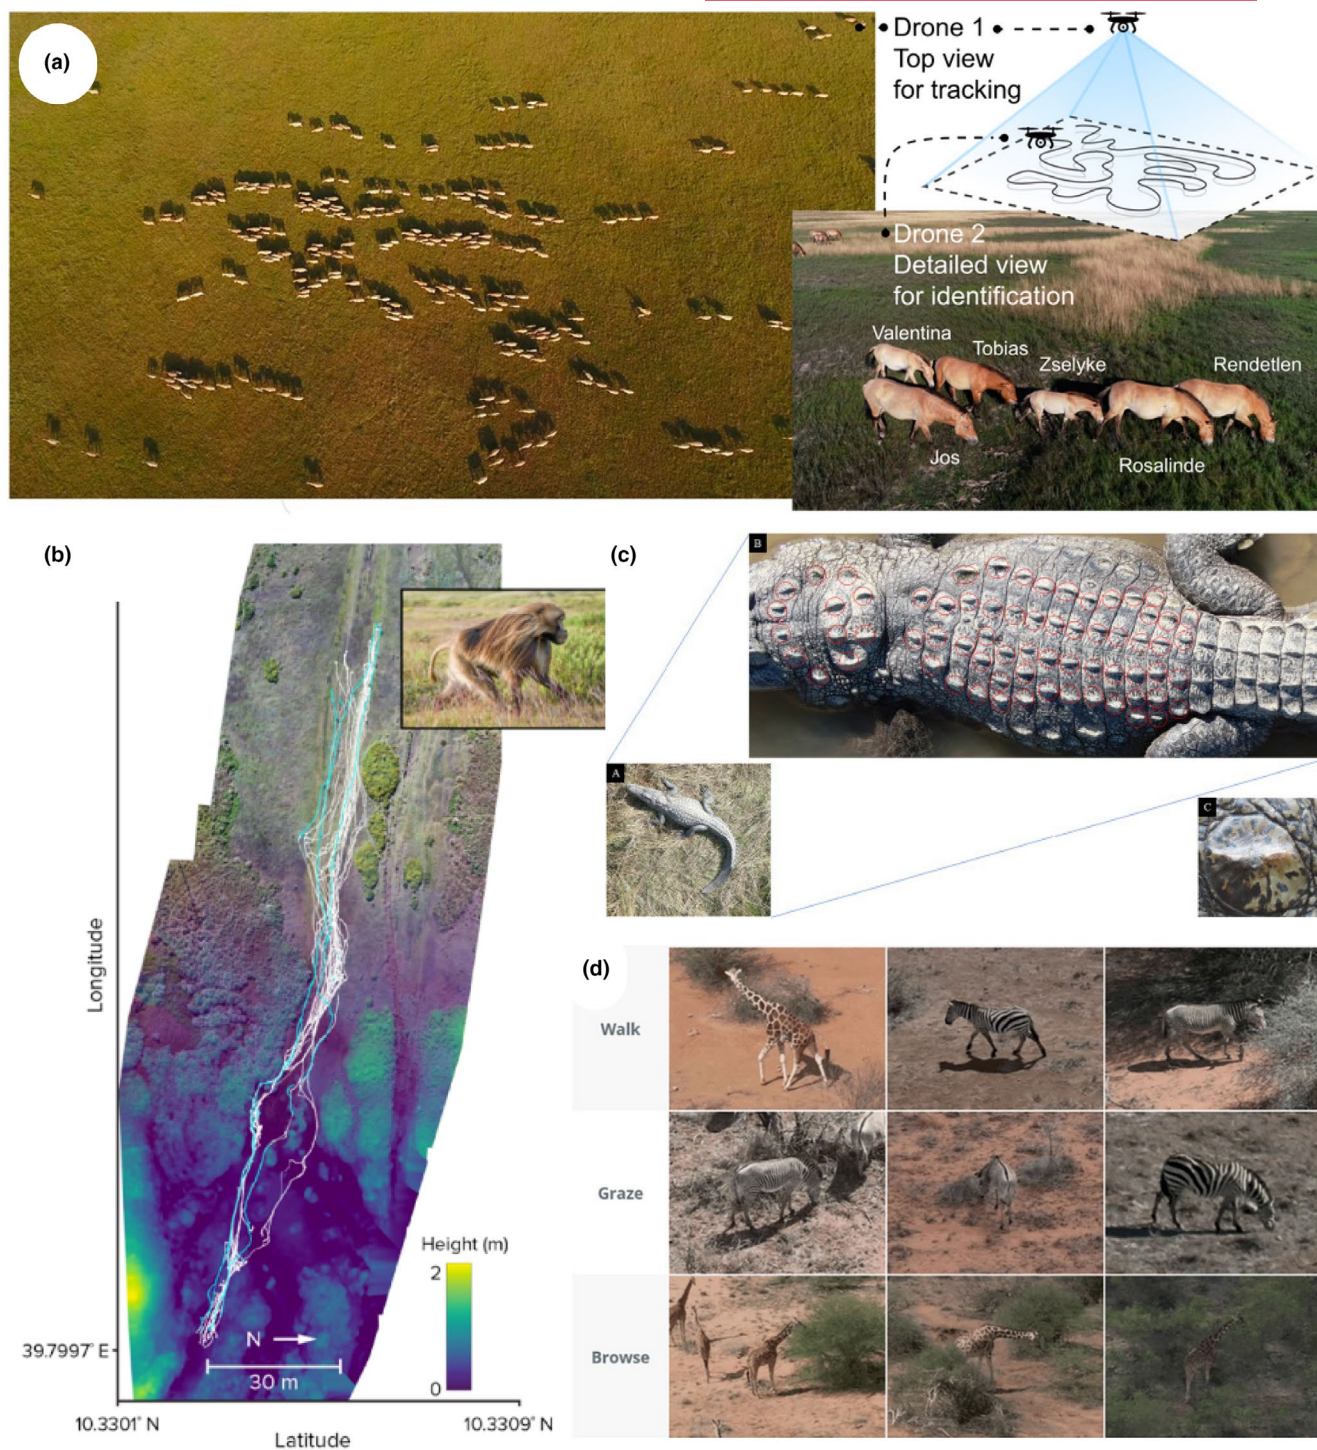 (a)
Drone 1
Top view
for tracking
Drone 2
Detailed view
for identification
Valentina
Tobias
Zselyke
Rendetlen
Jos
Rosalinde
(b)
Longitude
Height (m)
2
0
N
30 m
39.7997° E
10.3301° N
10.3309° N
Latitude
(c)
B
A
C
(d)
Walk
Graze
Browse